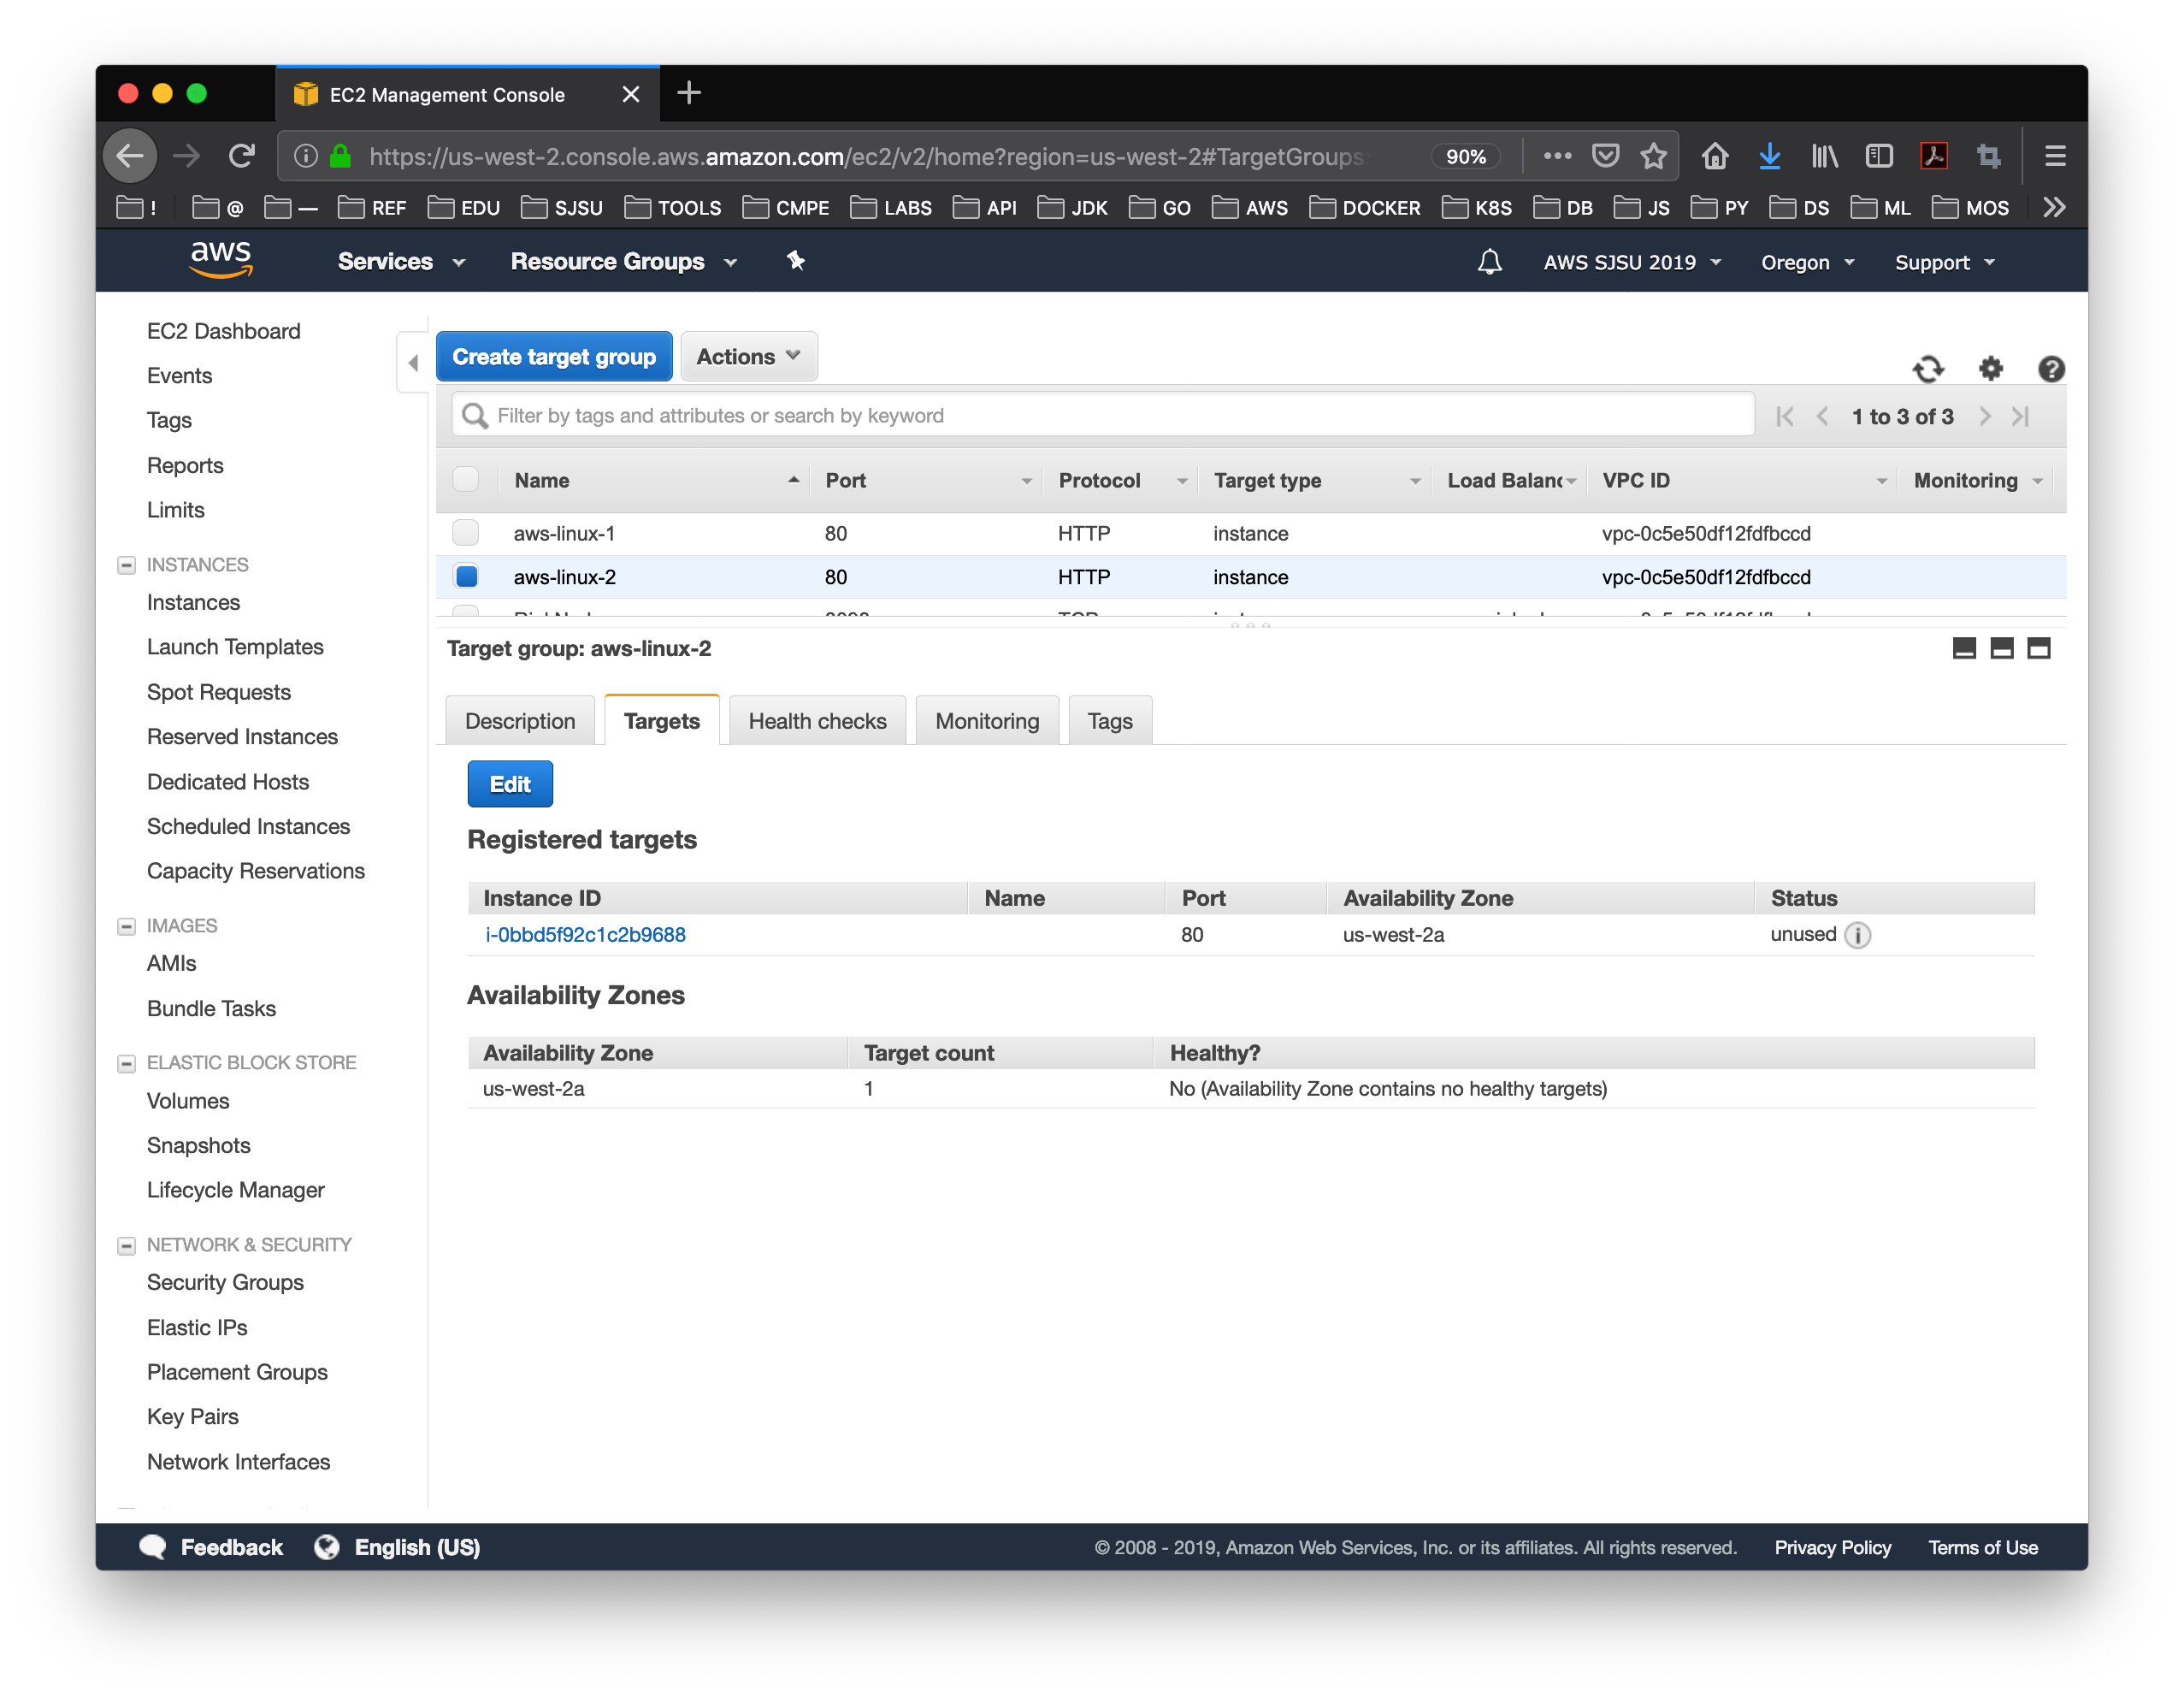 EC2 Management Console
https://us-west-2.console.aws.amazon.com/ec2/v2/home?region=us-west-2#TargetGroups: 90%
! @ — REF EDU SJSU TOOLS CMPE LABS API JDK GO AWS DOCKER K8S DB JS PY DS ML MOS
aws Services Resource Groups AWS SJSU 2019 Oregon Support
EC2 Dashboard
Events
Tags
Reports
Limits
INSTANCES
Instances
Launch Templates
Spot Requests
Reserved Instances
Dedicated Hosts
Scheduled Instances
Capacity Reservations
IMAGES
AMIs
Bundle Tasks
ELASTIC BLOCK STORE
Volumes
Snapshots
Lifecycle Manager
NETWORK & SECURITY
Security Groups
Elastic IPs
Placement Groups
Key Pairs
Network Interfaces
Create target group Actions
Filter by tags and attributes or search by keyword 1 to 3 of 3
Name Port Protocol Target type Load Balanc VPC ID Monitoring
aws-linux-1 80 HTTP instance vpc-0c5e50df12fdfbccd
aws-linux-2 80 HTTP instance vpc-0c5e50df12fdfbccd
Target group: aws-linux-2
Description Targets Health checks Monitoring Tags
Edit
Registered targets
Instance ID Name Port Availability Zone Status
i-0bbd5f92c1c2b9688 80 us-west-2a unused
Availability Zones
Availability Zone Target count Healthy?
us-west-2a 1 No (Availability Zone contains no healthy targets)
Feedback English (US) © 2008 - 2019, Amazon Web Services, Inc. or its affiliates. All rights reserved. Privacy Policy Terms of Use